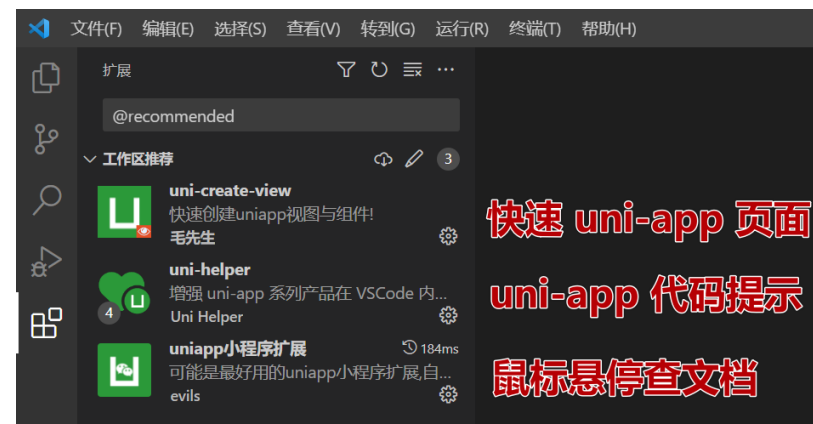 文件(F) 编辑(E) 选择(S) 查看(V) 转到(G) 运行(R) 终端(T) 帮助(H)
扩展
@recommended
工作区推荐 3
uni-create-view
快速创建uniapp视图与组件!
毛先生
快速 uni-app 页面
uni-helper
增强 uni-app 系列产品在 VSCode 内...
4 Uni Helper
uni-app 代码提示
uniapp小程序扩展 184ms
可能是最好用的uniapp小程序扩展,自...
evils
鼠标悬停查文档